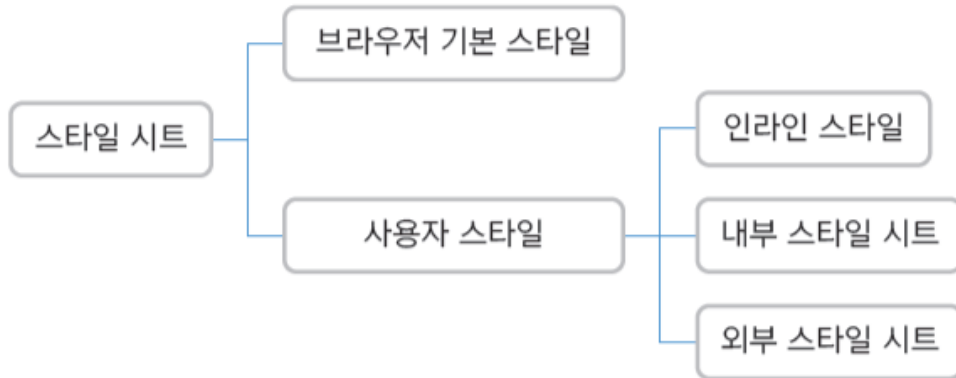 스타일 시트
브라우저 기본 스타일
사용자 스타일
인라인 스타일
내부 스타일 시트
외부 스타일 시트